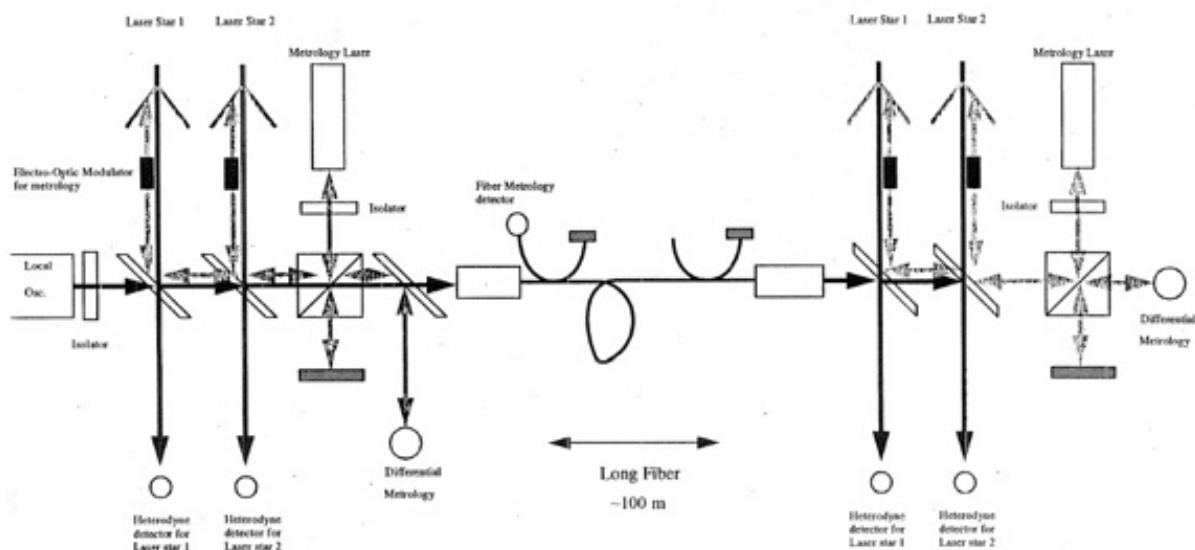 Laser Star 1
Laser Star 2
Metrology Laser
Electro-Optic Modulator
for metrology
Isolator
Local
Osc.
Isolator
Heterodyne
detector for
Laser star 1
Heterodyne
detector for
Laser star 2
Differential
Metrology
Fiber Metrology
detector
Long Fiber
~100 m
Laser Star 1
Laser Star 2
Metrology Laser
Isolator
Differential
Metrology
Heterodyne
detector for
Laser star 1
Heterodyne
detector for
Laser star 2